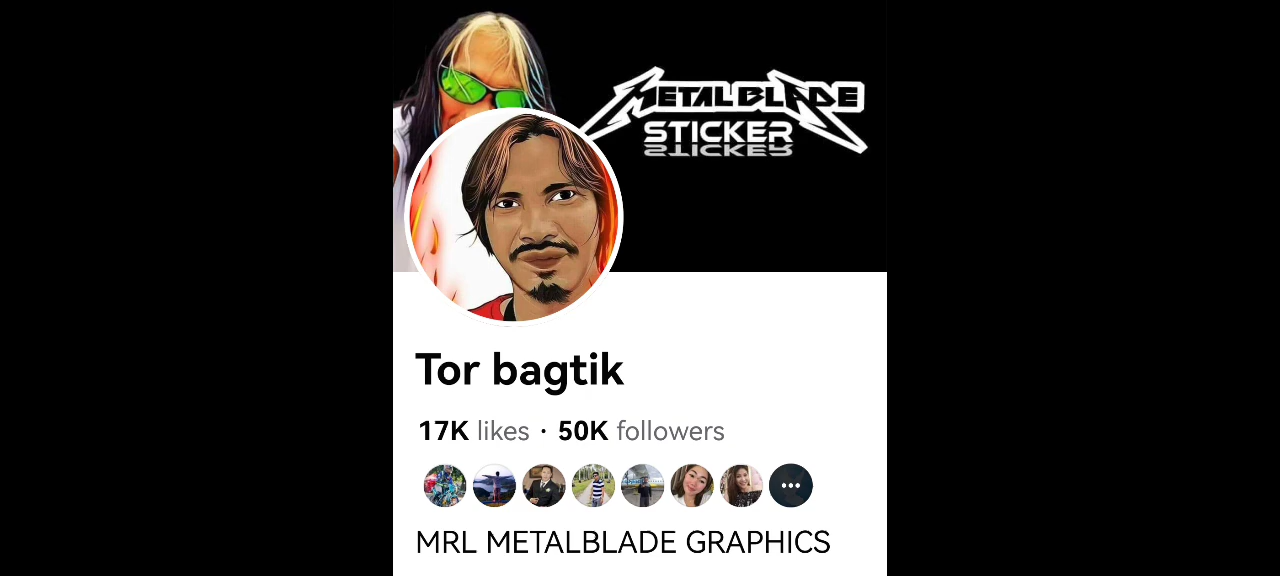 METALBLADE
STICKER
Tor bagtik
17K likes · 50K followers
MRL METALBLADE GRAPHICS